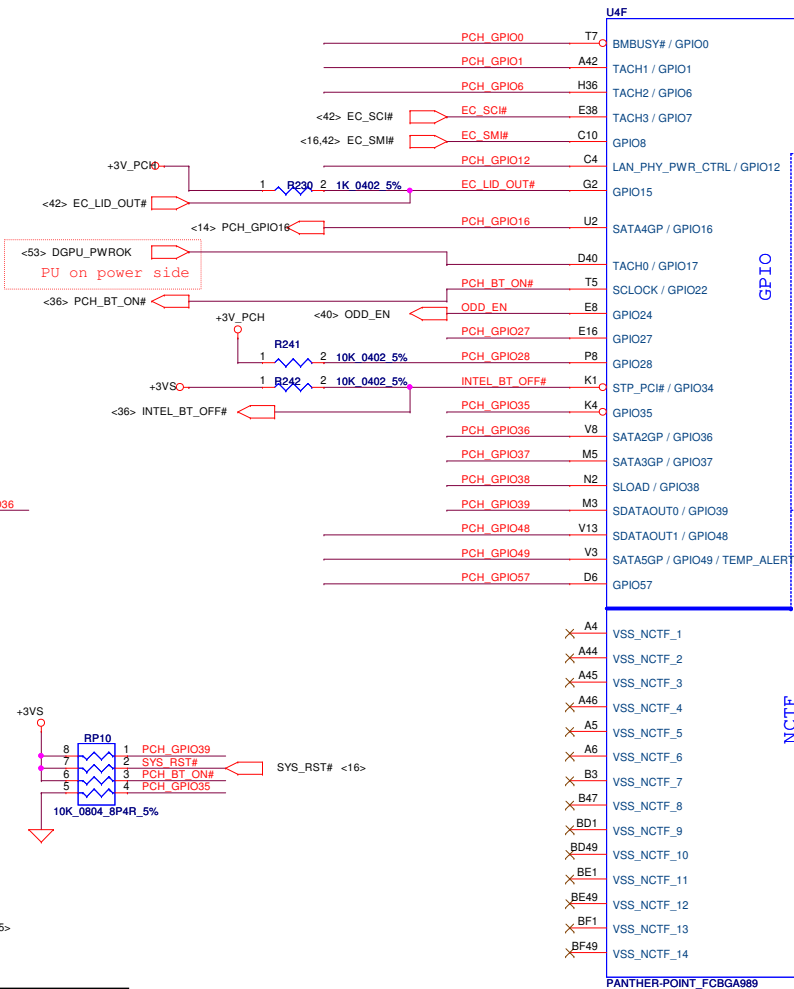 U4F
PCH_GPIO0 T7 BMBUSY# / GPIO0
PCH_GPIO1 A42 TACH1 / GPIO1
PCH_GPIO6 H36 TACH2 / GPIO6
<42> EC_SCI# EC_SCI# E38 TACH3 / GPIO7
<16,42> EC_SMI# EC_SMI# C10 GPIO8
+3V_PCH PCH_GPIO12 C4 LAN_PHY_PWR_CTRL / GPIO12
1 R230 2 1K_0402_5% EC_LID_OUT# G2 GPIO15
<42> EC_LID_OUT#
<14> PCH_GPIO16 PCH_GPIO16 U2 SATA4GP / GPIO16
<53> DGPU_PWROK D40 TACH0 / GPIO17
PU on power side
GPIO
PCH_BT_ON# T5 SCLOCK / GPIO22
<36> PCH_BT_ON#
<40> ODD_EN ODD_EN E8 GPIO24
+3V_PCH
PCH_GPIO27 E16 GPIO27
R241
1 2 10K_0402_5% PCH_GPIO28 P8 GPIO28
+3VS 1 R242 2 10K_0402_5% INTEL_BT_OFF# K1 STP_PCI# / GPIO34
<36> INTEL_BT_OFF# PCH_GPIO35 K4 GPIO35
PCH_GPIO36 V8 SATA2GP / GPIO36
PCH_GPIO37 M5 SATA3GP / GPIO37
PCH_GPIO38 N2 SLOAD / GPIO38
O36 PCH_GPIO39 M3 SDATAOUT0 / GPIO39
PCH_GPIO48 V13 SDATAOUT1 / GPIO48
PCH_GPIO49 V3 SATA5GP / GPIO49 / TEMP_ALERT
PCH_GPIO57 D6 GPIO57
A4 VSS_NCTF_1
A44 VSS_NCTF_2
A45 VSS_NCTF_3
A46 VSS_NCTF_4
A5 VSS_NCTF_5
A6 VSS_NCTF_6
B3 VSS_NCTF_7
B47 VSS_NCTF_8
BD1 VSS_NCTF_9
BD49 VSS_NCTF_10
BE1 VSS_NCTF_11
BE49 VSS_NCTF_12
BF1 VSS_NCTF_13
BF49 VSS_NCTF_14
NCTF
PANTHER-POINT_FCBGA989
+3VS
RP10
8 1 PCH_GPIO39
7 2 SYS_RST# SYS_RST# <16>
6 3 PCH_BT_ON#
5 4 PCH_GPIO35
10K_0804_8P4R_5%
5>